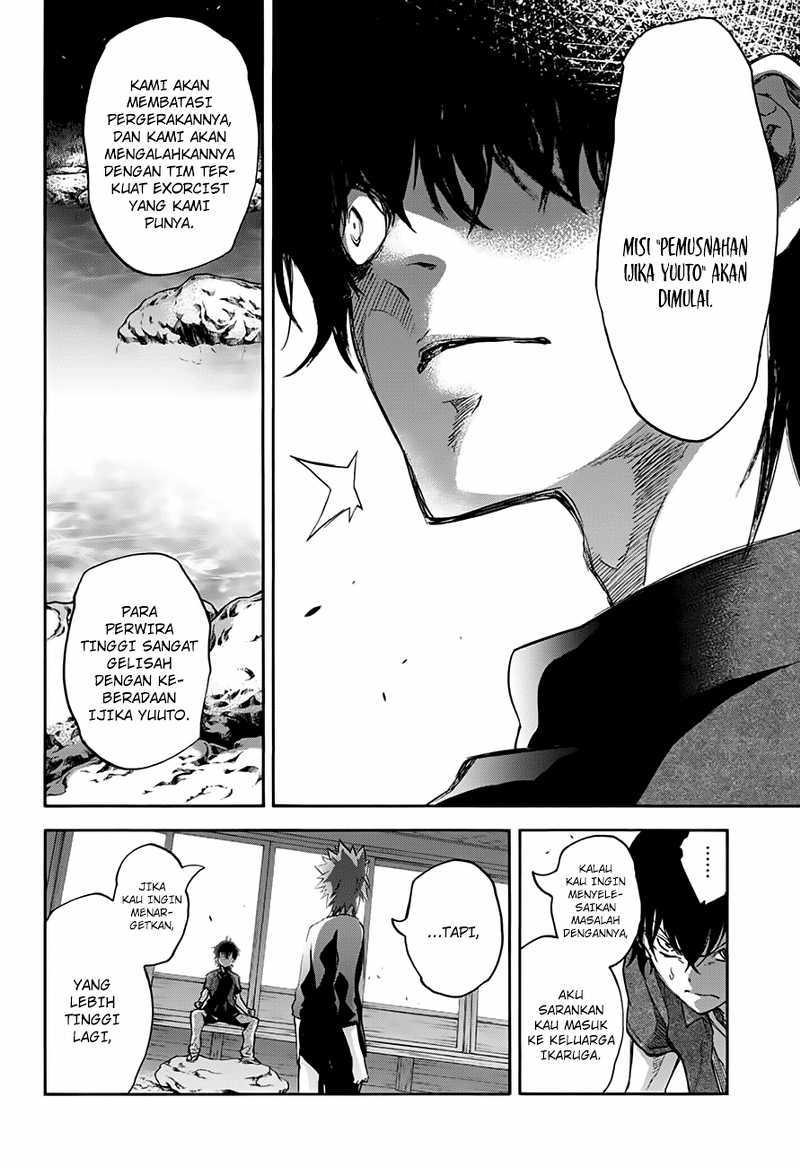 MISI "PEMUSNAHAN
IJIKA YUUTO" AKAN
DIMULAI.
KAMI AKAN
MEMBATASI
PERGERAKANNYA,
DAN KAMI AKAN
MENGALAHKANNYA
DENGAN TIM TER-
KUAT EXORCIST
YANG KAMI
PUNYA.
PARA
PERWIRA
TINGGI SANGAT
GELISAH
DENGAN KE-
BERADAAN
IJIKA YUUTO.
........
KALAU
KAU INGIN
MENYELE-
SAIKAN
MASALAH
DENGANNYA,
AKU
SARANKAN
KAU MASUK
KE KELUARGA
IKARUGA.
...TAPI,
JIKA
KAU INGIN
MENAR-
GETKAN,
YANG
LEBIH
TINGGI
LAGI,